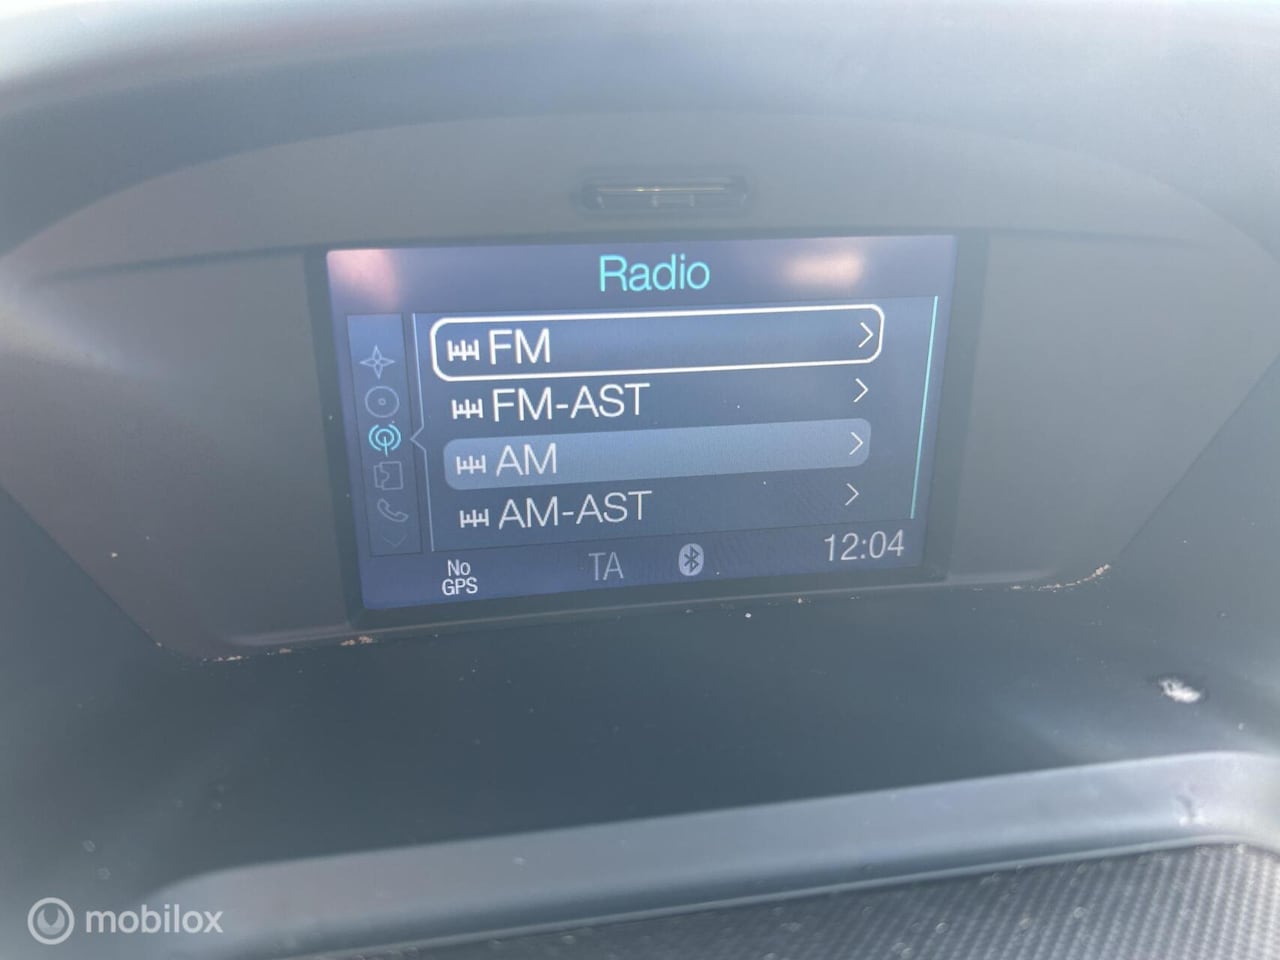 Radio
FM
FM-AST
AM
AM-AST
No
GPS
TA
12:04
mobilox